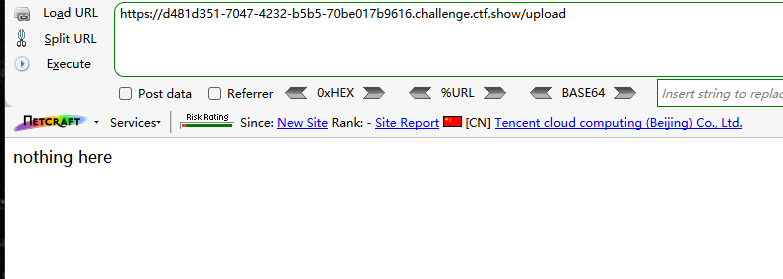 Load URL
https://d481d351-7047-4232-b5b5-70be017b9616.challenge.ctf.show/upload
Split URL
Execute
Post data Referrer 0xHEX %URL BASE64 Insert string to replac
NETCRAFT Services Risk Rating Since: New Site Rank: - Site Report [CN] Tencent cloud computing (Beijing) Co., Ltd.
nothing here